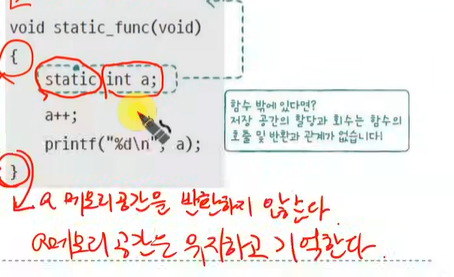 void static_func(void)
{
static int a;
a++;
printf("%d\n", a);
}
함수 밖에 있다면?
저장 공간의 할당과 회수는 함수의
호출 및 반환과 관계가 없습니다!
a 메모리공간을 반환하지 않는다.
a메모리 공간는 유지하고 기억한다.